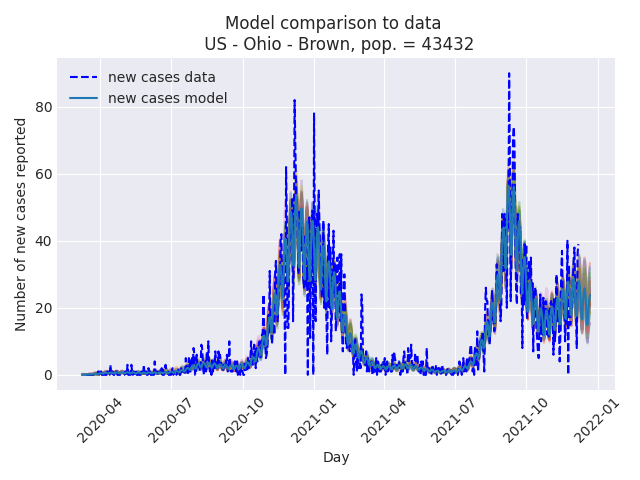 Model comparison to data
US - Ohio - Brown, pop. = 43432
new cases data
new cases model
Number of new cases reported
80
60
40
20
0
2020-04
2020-07
2020-10
2021-01
2021-04
2021-07
2021-10
2022-01
Day